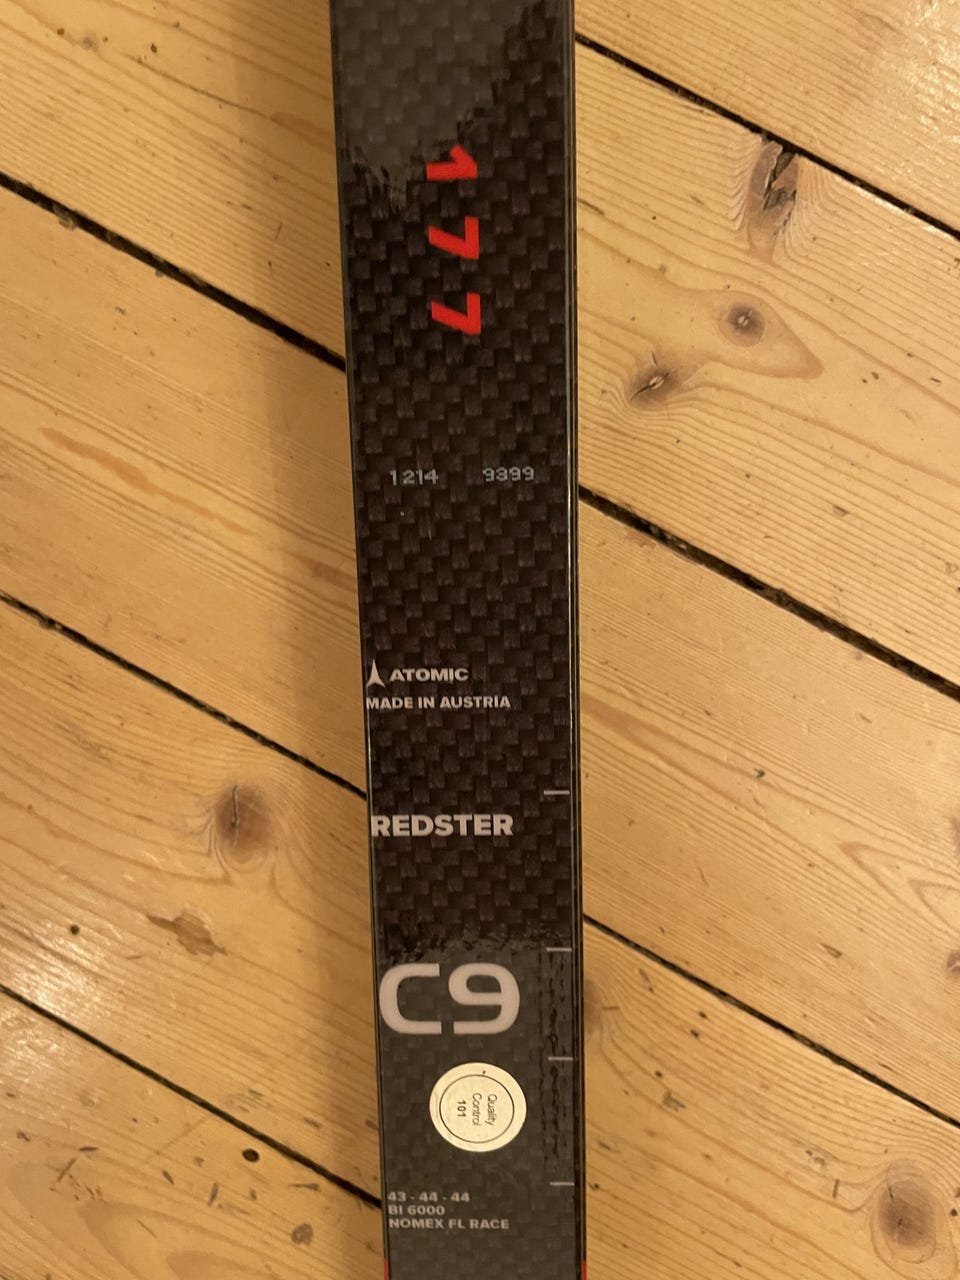 177
1214 9399
ATOMIC
MADE IN AUSTRIA
REDSTER
C9
Quality
Control
101
43 - 44 - 44
BI 6000
NOMEX FL RACE